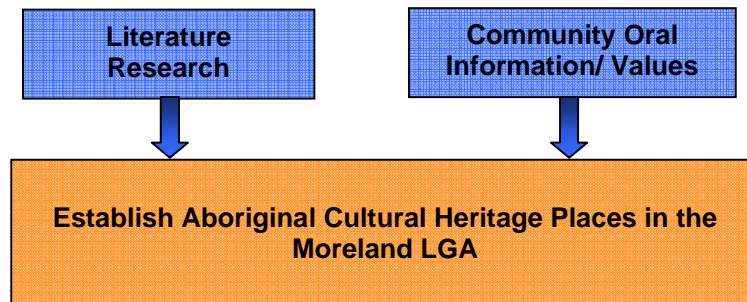 Literature
Research
Community Oral
Information/ Values
Establish Aboriginal Cultural Heritage Places in the
Moreland LGA